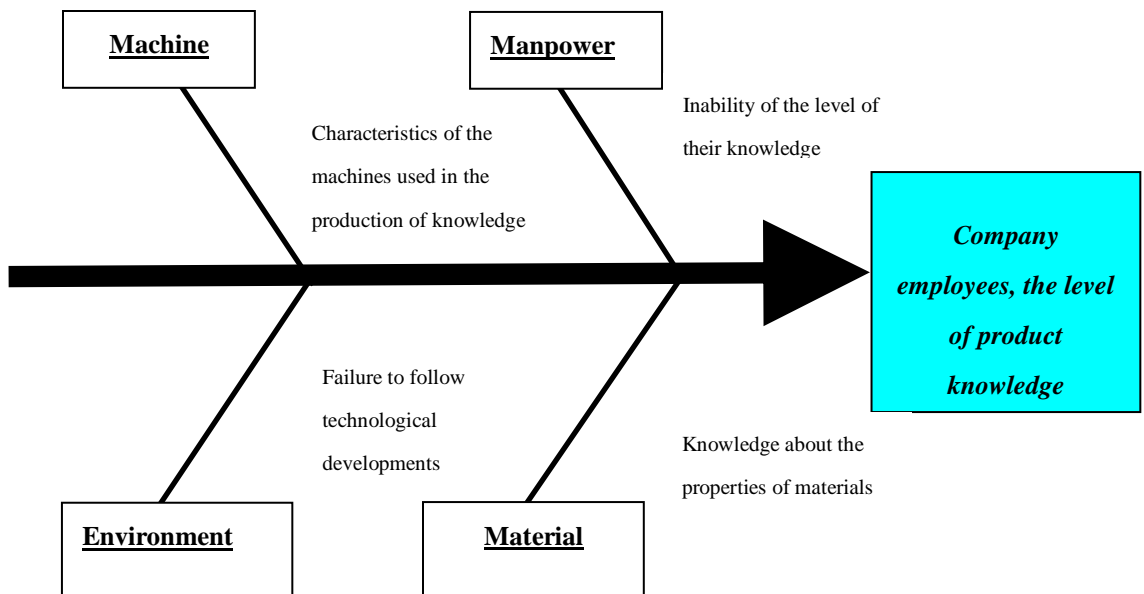 Machine
Manpower
Inability of the level of
their knowledge
Characteristics of the
machines used in the
production of knowledge
Company
employees, the level
of product
knowledge
Failure to follow
technological
developments
Knowledge about the
properties of materials
Environment
Material